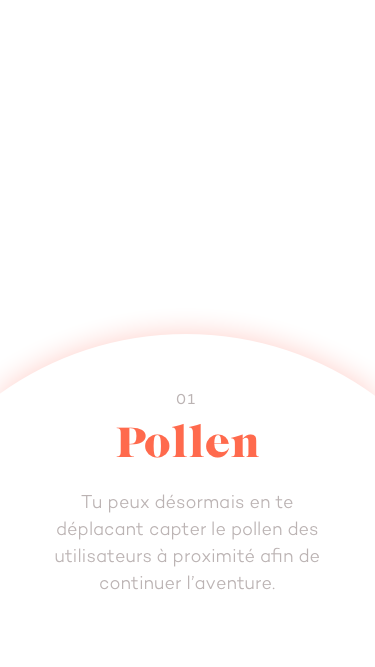 01
Pollen
Tu peux désormais en te
déplacant capter le pollen des
utilisateurs à proximité afin de
continuer l'aventure.